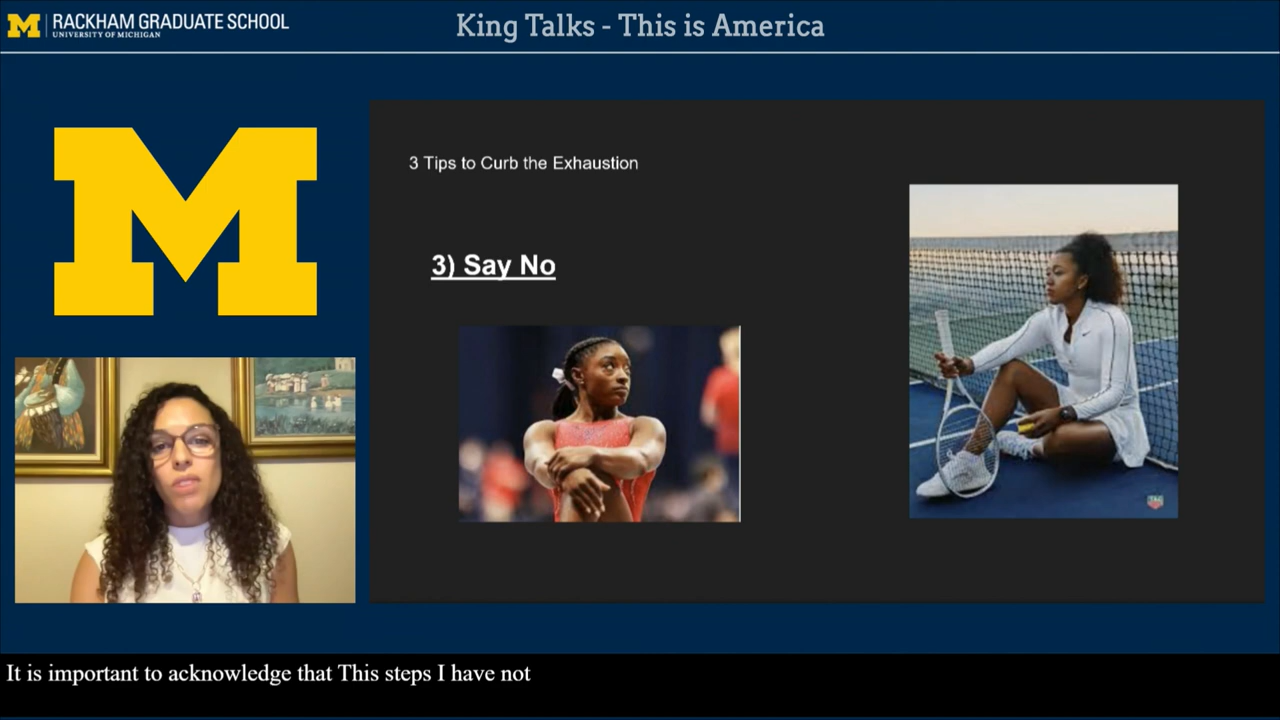 RACKHAM GRADUATE SCHOOL
UNIVERSITY OF MICHIGAN
King Talks - This is America
3 Tips to Curb the Exhaustion
3) Say No
It is important to acknowledge that This steps I have not